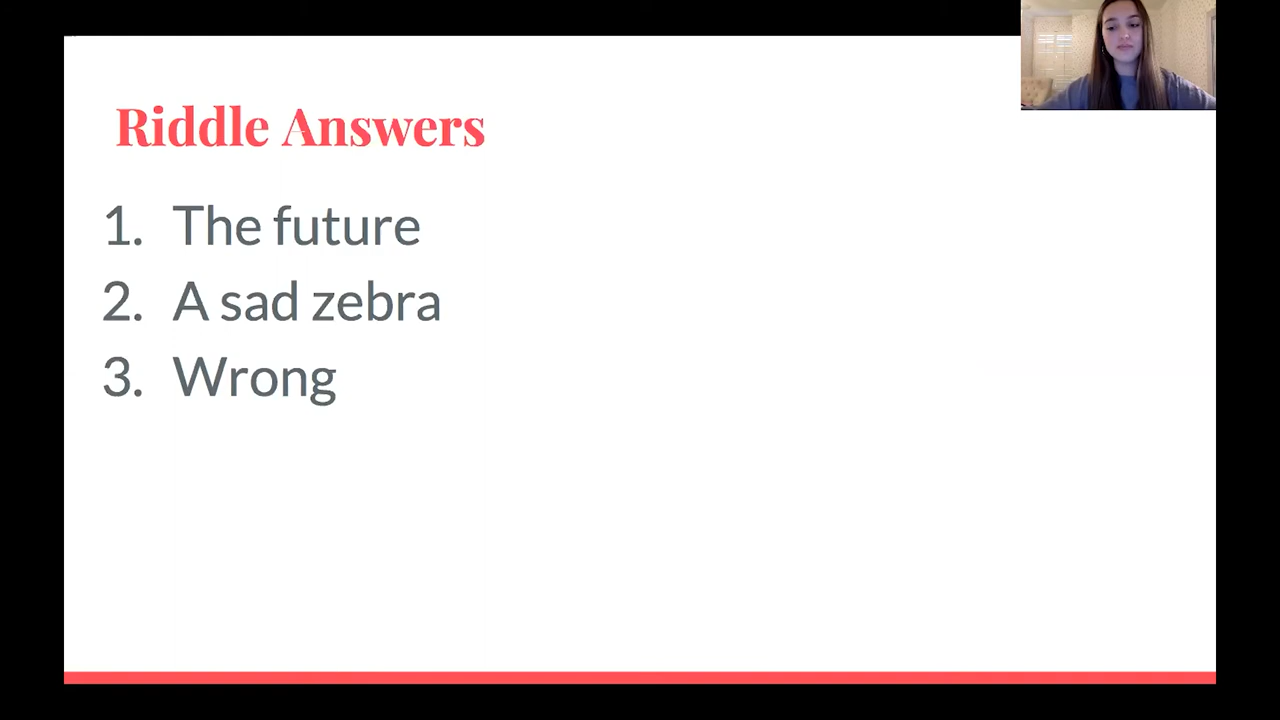 Riddle Answers
1. The future
2. A sad zebra
3. Wrong